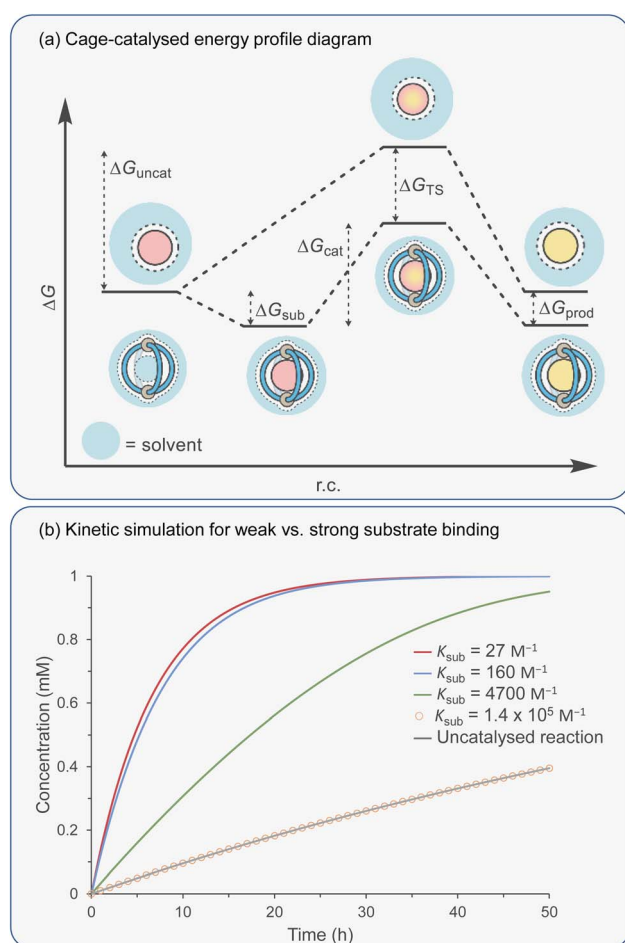 (a) Cage-catalysed energy profile diagram
ΔG
ΔGuncat
ΔGTS
ΔGcat
ΔGsub
ΔGprod
= solvent
r.c.
(b) Kinetic simulation for weak vs. strong substrate binding
Concentration (mM)
1
0.8
0.6
0.4
0.2
0
Ksub = 27 M⁻¹
Ksub = 160 M⁻¹
Ksub = 4700 M⁻¹
Ksub = 1.4 x 10⁵ M⁻¹
Uncatalysed reaction
0 10 20 30 40 50
Time (h)